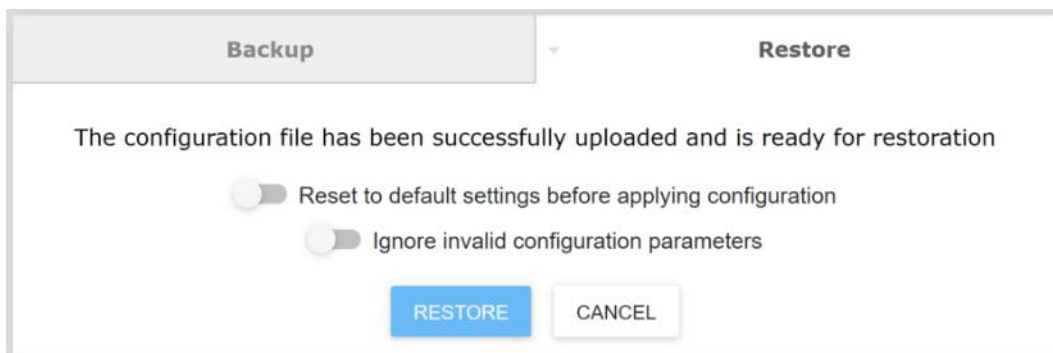 Backup
Restore
The configuration file has been successfully uploaded and is ready for restoration
Reset to default settings before applying configuration
Ignore invalid configuration parameters
RESTORE
CANCEL